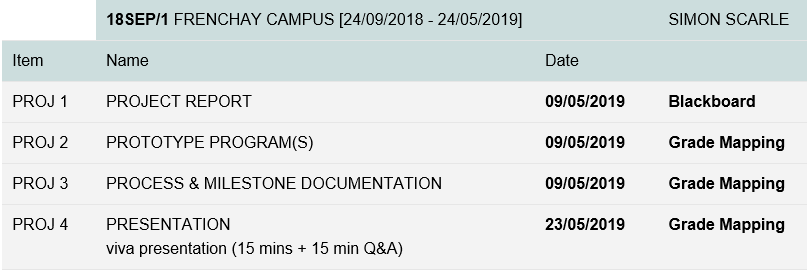 18SEP/1 FRENCHAY CAMPUS [24/09/2018 - 24/05/2019] SIMON SCARLE
Item Name Date
PROJ 1 PROJECT REPORT 09/05/2019 Blackboard
PROJ 2 PROTOTYPE PROGRAM(S) 09/05/2019 Grade Mapping
PROJ 3 PROCESS & MILESTONE DOCUMENTATION 09/05/2019 Grade Mapping
PROJ 4 PRESENTATION 23/05/2019 Grade Mapping
viva presentation (15 mins + 15 min Q&A)